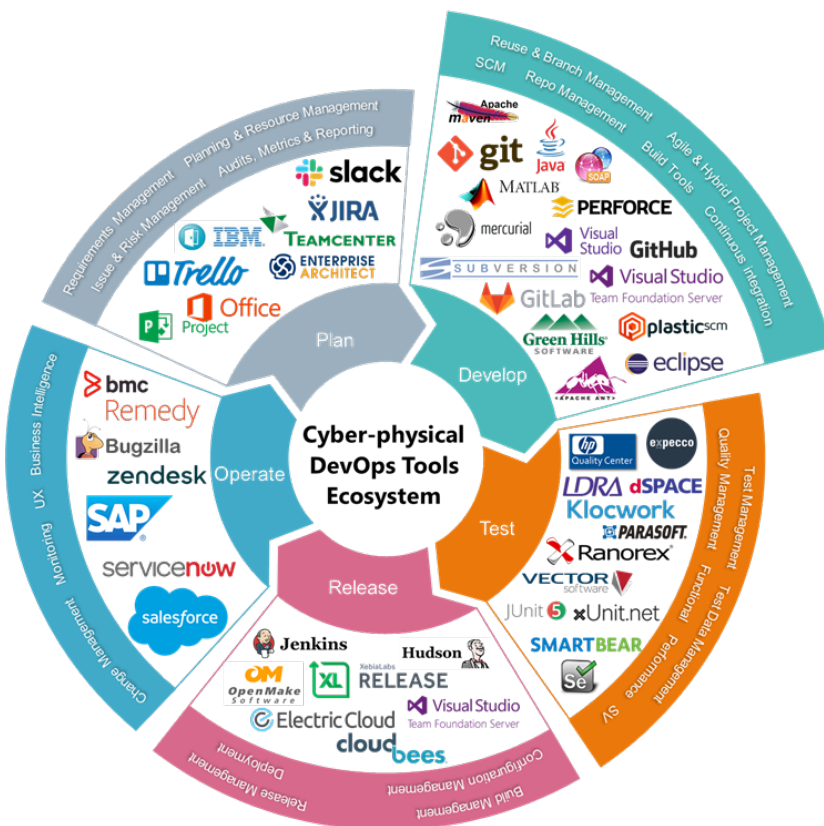 Cyber-physical
DevOps Tools
Ecosystem
Plan
Requirements Management Planning & Resource Management
Issue & Risk Management Audits, Metrics & Reporting
slack
JIRA
IBM
TEAMCENTER
Trello
ENTERPRISE
ARCHITECT
Office
Project
Develop
Reuse & Branch Management Agile & Hybrid Project Management
SCM Repo Management Build Tools Continuous Integration
Apache
maven
git
Java
SOAP
MATLAB
PERFORCE
mercurial
Visual
Studio
GitHub
SUBVERSION
Visual Studio
Team Foundation Server
GitLab
Green Hills®
SOFTWARE
plasticscm
<APACHE ANT>
eclipse
Test
Test Management Test Data Management
Quality Management Functional Performance SV
hp
Quality Center
expecco
LDRA
dSPACE
Klocwork
PARASOFT.
Ranorex®
VECTOR
software
JUnit 5
xUnit.net
SMARTBEAR
Se
Release
Release Management Build Management
Deployment Configuration Management
Jenkins
Hudson
OM
OpenMake
Software
XL
XebiaLabs
RELEASE
Electric Cloud
Visual Studio
Team Foundation Server
cloudbees
Operate
Change Management Monitoring UX Business Intelligence
bmc
Remedy
Bugzilla
zendesk
SAP®
servicenow
salesforce